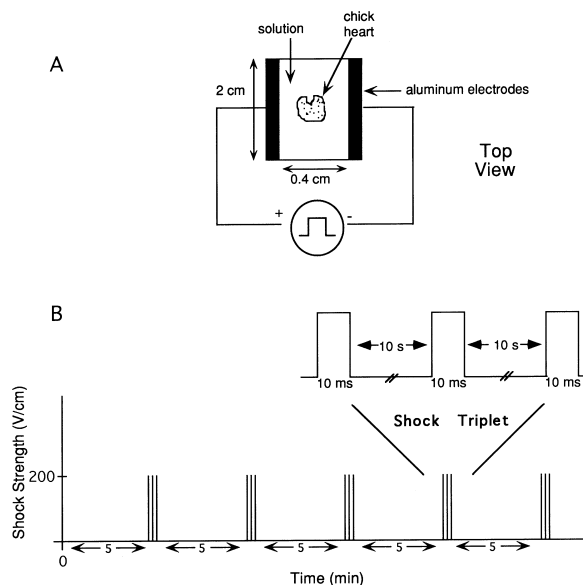 A
solution
chick
heart
2 cm
aluminum electrodes
0.4 cm
Top
View
+
-
B
10 s
10 s
10 ms
10 ms
10 ms
Shock Triplet
Shock Strength (V/cm)
200
0
5
5
5
5
5
Time (min)